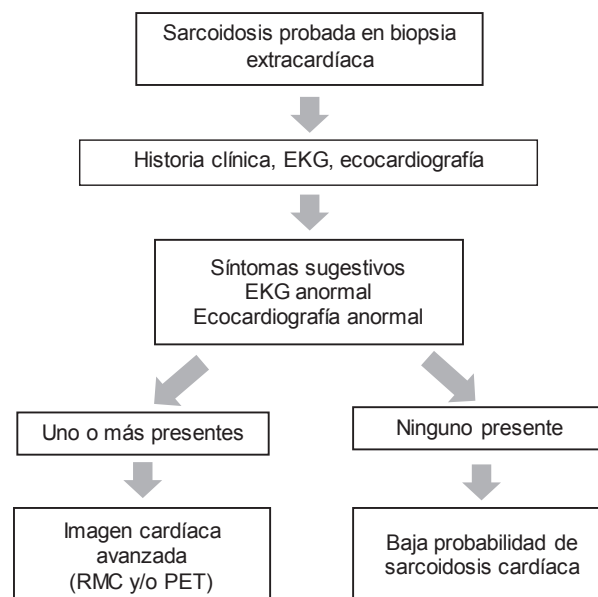 Sarcoidosis probada en biopsia
extracardíaca
Historia clínica, EKG, ecocardiografía
Síntomas sugestivos
EKG anormal
Ecocardiografía anormal
Uno o más presentes
Ninguno presente
Imagen cardíaca
avanzada
(RMC y/o PET)
Baja probabilidad de
sarcoidosis cardíaca